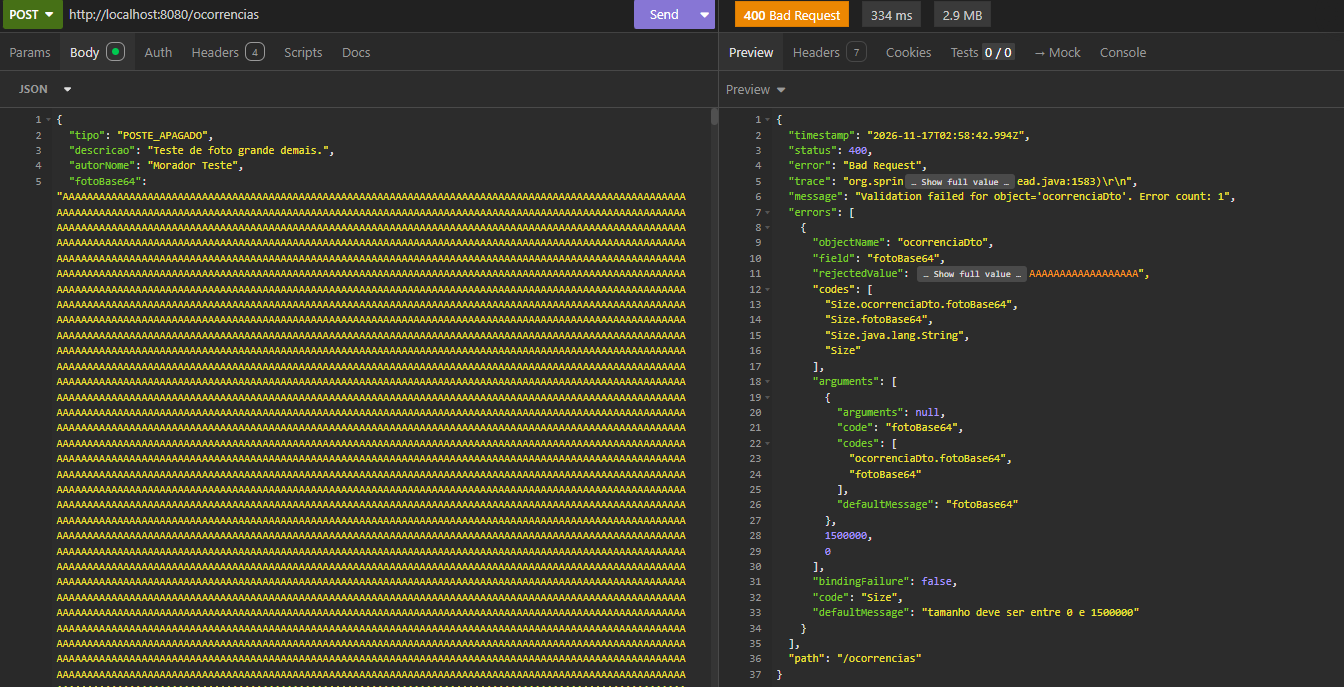 POST
http://localhost:8080/ocorrencias
Send
Params
Body
Auth
Headers 4
Scripts
Docs
JSON
1 {
2 "tipo": "POSTE_APAGADO",
3 "descricao": "Teste de foto grande demais.",
4 "autorNome": "Morador Teste",
5 "fotoBase64":
400 Bad Request
334 ms
2.9 MB
Preview
Headers 7
Cookies
Tests 0 / 0
→ Mock
Console
Preview
1 {
2 "timestamp": "2026-11-17T02:58:42.994Z",
3 "status": 400,
4 "error": "Bad Request",
5 "trace": "org.sprin … Show full value … ead.java:1583)\r\n",
6 "message": "Validation failed for object='ocorrenciaDto'. Error count: 1",
7 "errors": [
8 {
9 "objectName": "ocorrenciaDto",
10 "field": "fotoBase64",
11 "rejectedValue": … Show full value … AAAAAAAAAAAAAAAAAA",
12 "codes": [
13 "Size.ocorrenciaDto.fotoBase64",
14 "Size.fotoBase64",
15 "Size.java.lang.String",
16 "Size"
17 ],
18 "arguments": [
19 {
20 "arguments": null,
21 "code": "fotoBase64",
22 "codes": [
23 "ocorrenciaDto.fotoBase64",
24 "fotoBase64"
25 ],
26 "defaultMessage": "fotoBase64"
27 },
28 1500000,
29 0
30 ],
31 "bindingFailure": false,
32 "code": "Size",
33 "defaultMessage": "tamanho deve ser entre 0 e 1500000"
34 }
35 ],
36 "path": "/ocorrencias"
37 }